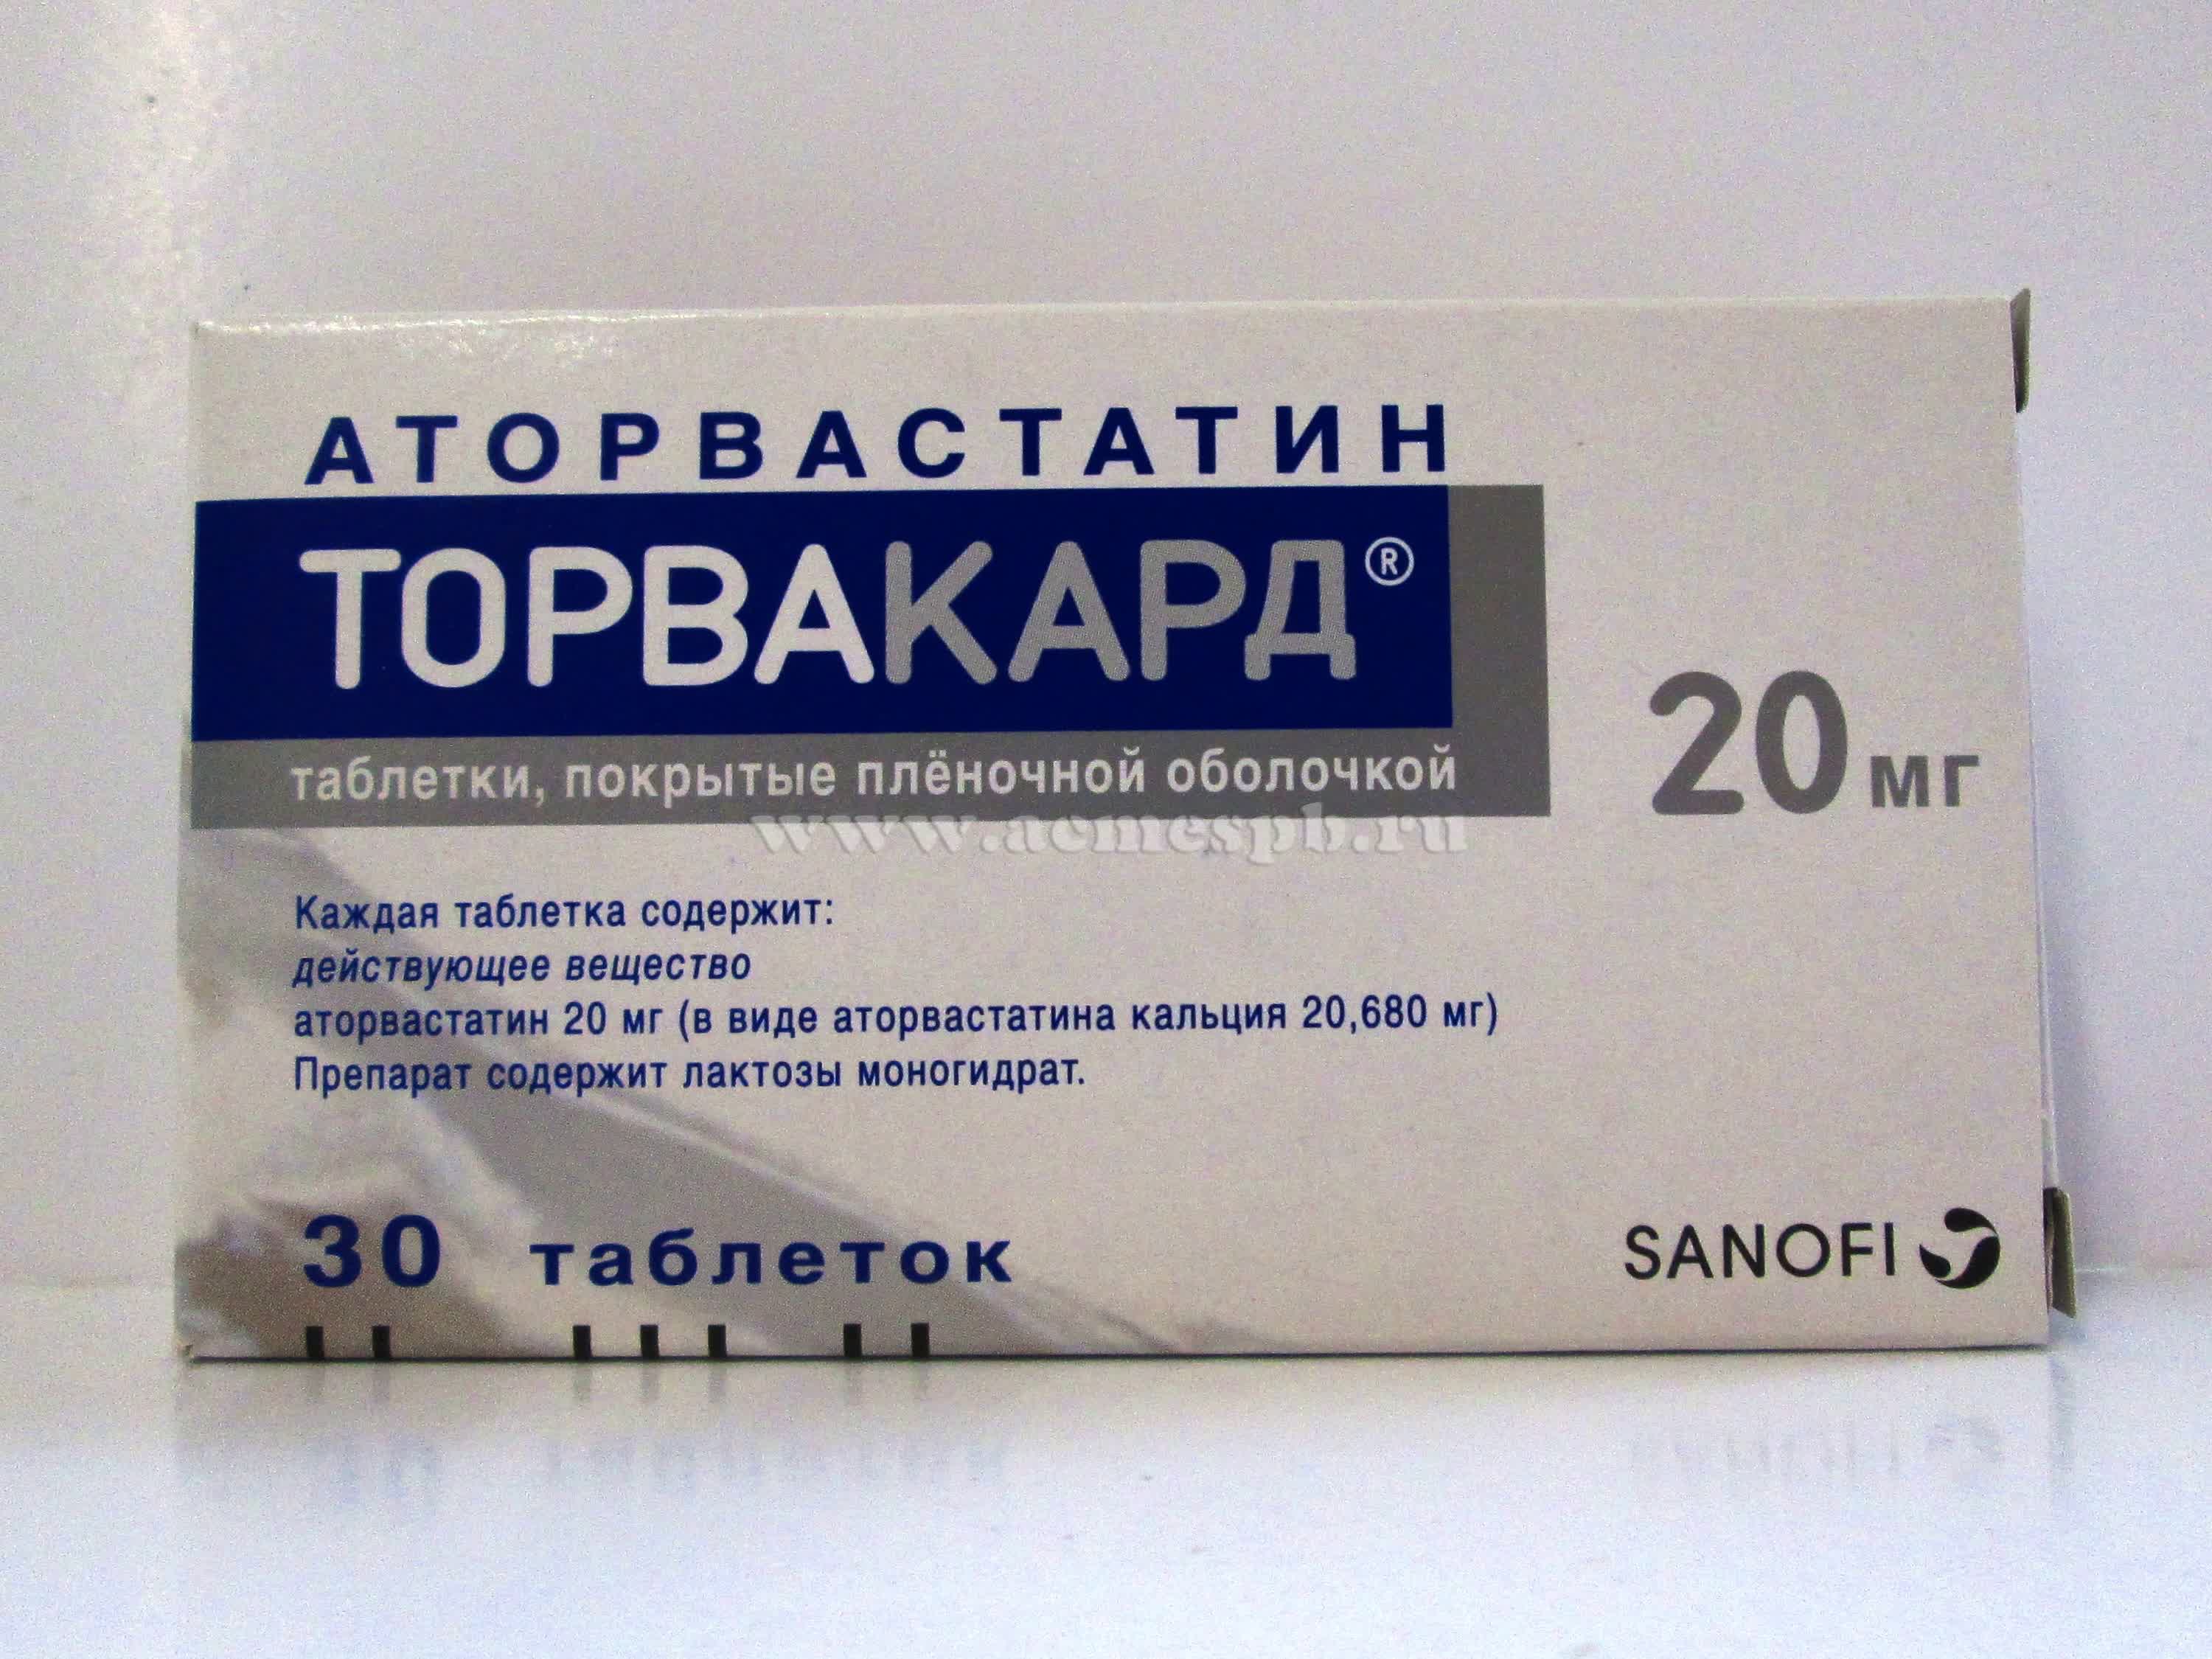 АТОРВАСТАТИН
ТОРВАКАРД®
таблетки, покрытые плёночной оболочкой
20 мг
www.acmespb.ru
Каждая таблетка содержит:
действующее вещество
аторвастатин 20 мг (в виде аторвастатина кальция 20,680 мг)
Препарат содержит лактозы моногидрат.
30 таблеток
SANOFI